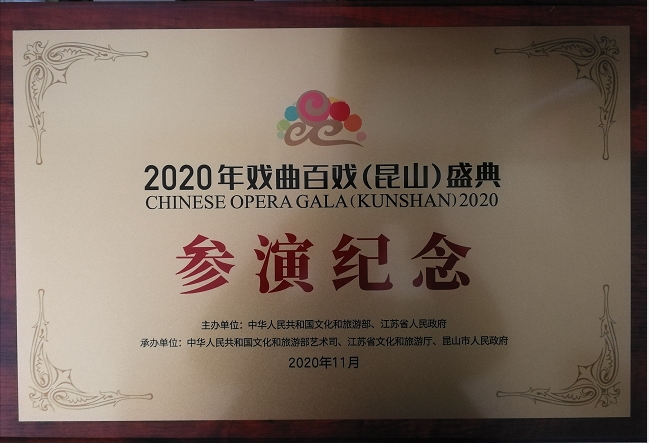 2020年戏曲百戏(昆山)盛典
CHINESE OPERA GALA(KUNSHAN)2020
参演纪念
主办单位：中华人民共和国文化和旅游部、江苏省人民政府
承办单位：中华人民共和国文化和旅游部艺术司、江苏省文化和旅游厅、昆山市人民政府
2020年11月